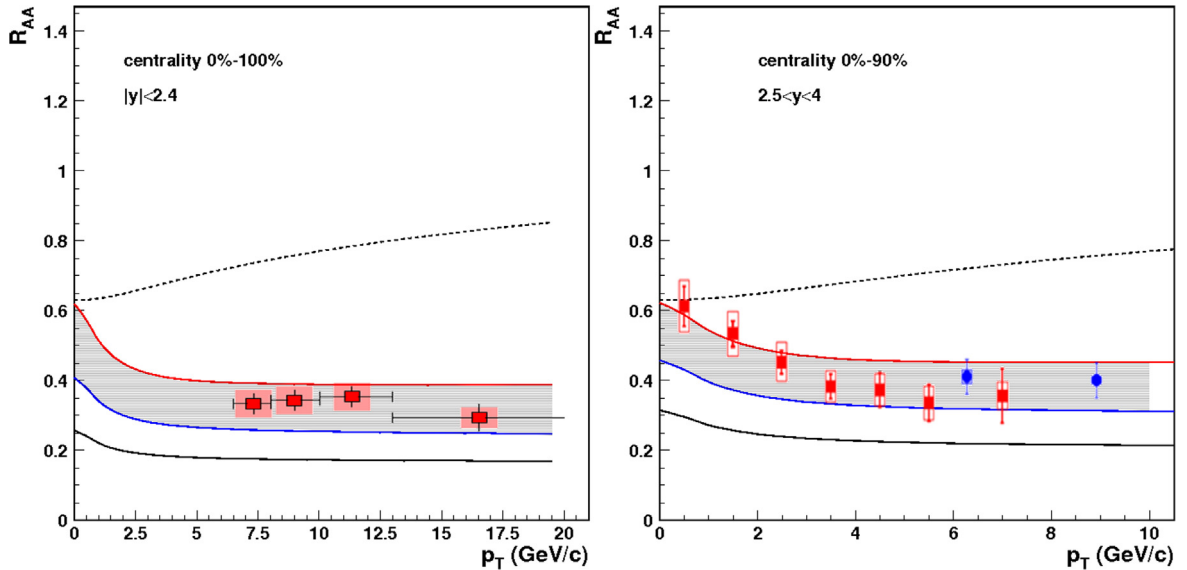 R_AA
1.4
1.2
1
0.8
0.6
0.4
0.2
0
centrality 0%-100%
|y|<2.4
0 2.5 5 7.5 10 12.5 15 17.5 20
p_T (GeV/c)
R_AA
1.4
1.2
1
0.8
0.6
0.4
0.2
0
centrality 0%-90%
2.5<y<4
0 2 4 6 8 10
p_T (GeV/c)